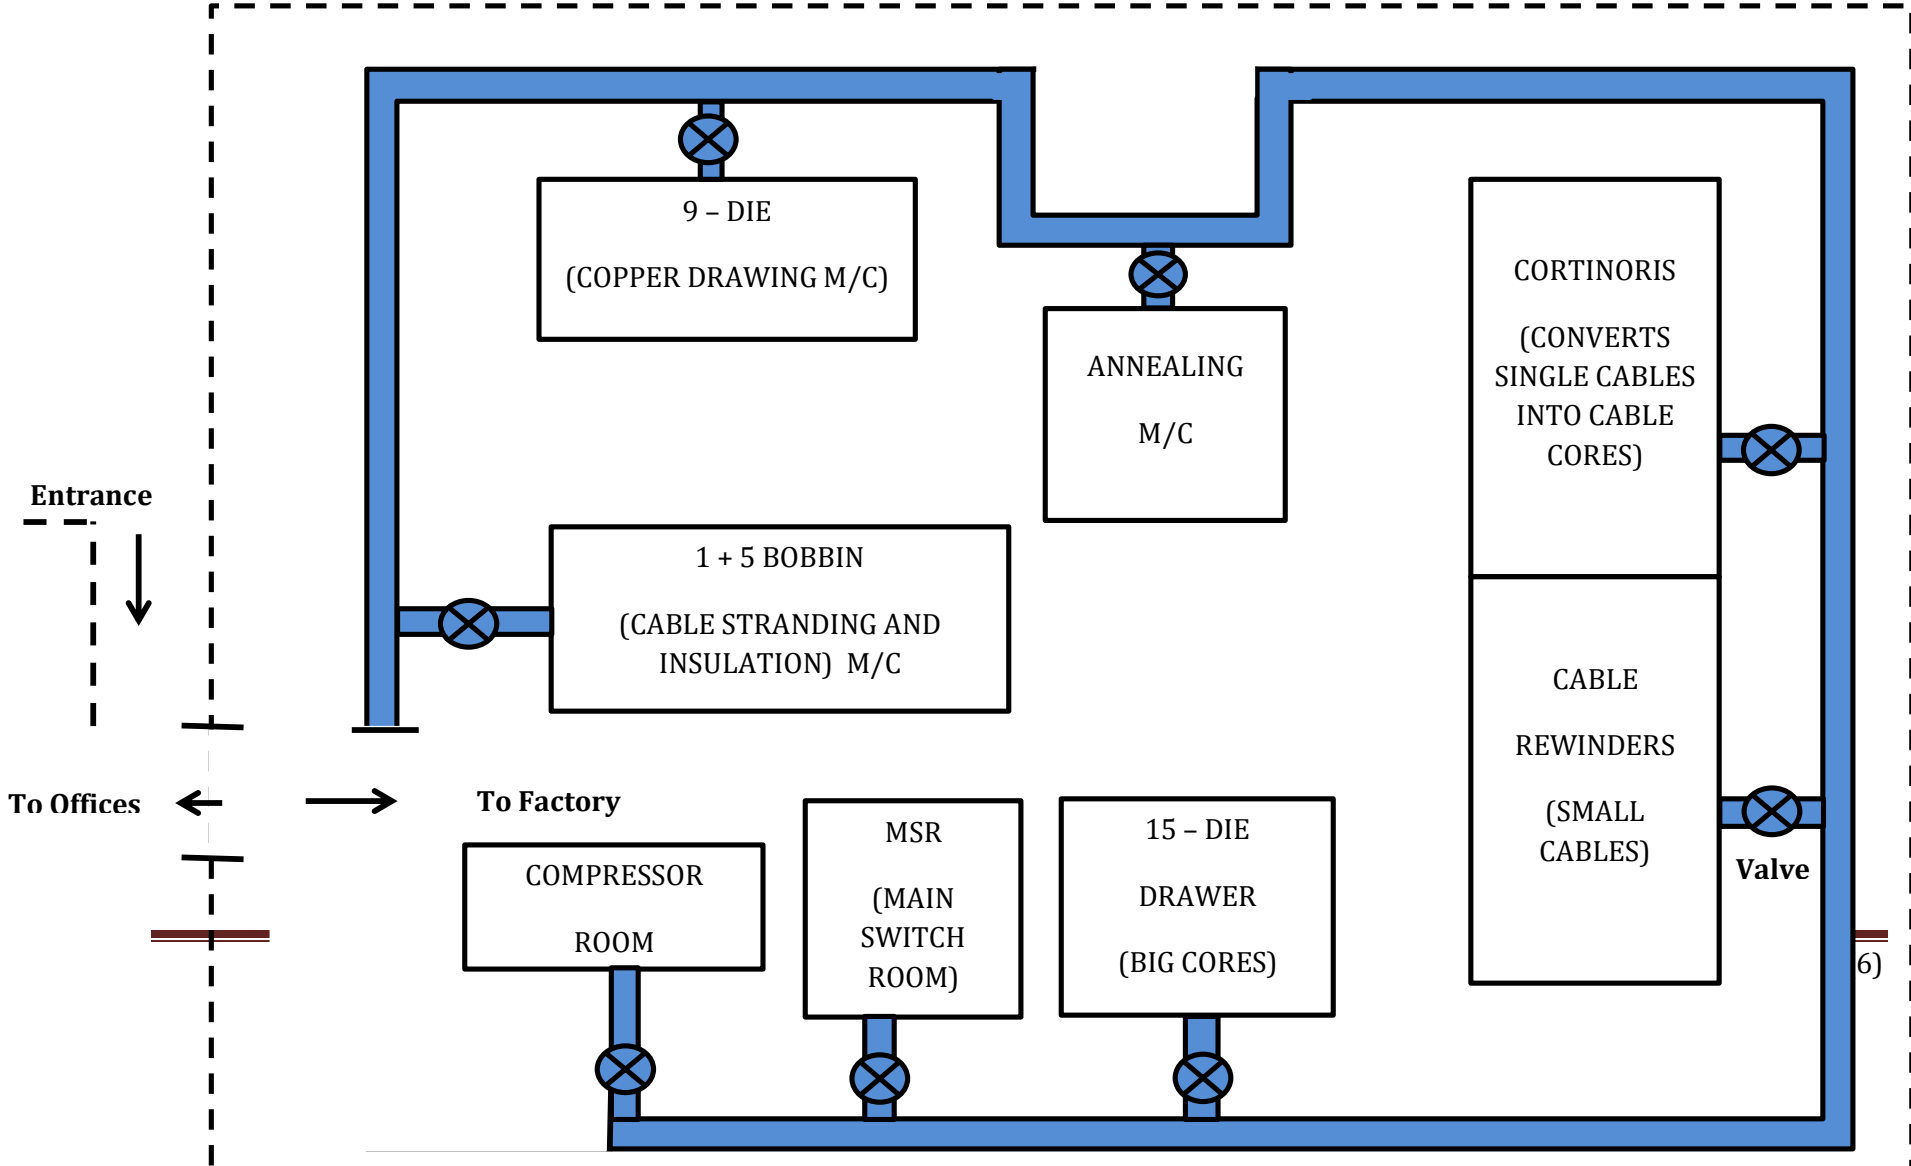 9 – DIE
(COPPER DRAWING M/C)
ANNEALING
M/C
CORTINORIS
(CONVERTS
SINGLE CABLES
INTO CABLE
CORES)
Entrance
1 + 5 BOBBIN
(CABLE STRANDING AND
INSULATION) M/C
CABLE
REWINDERS
(SMALL
CABLES)
Valve
To Offices
To Factory
COMPRESSOR
ROOM
MSR
(MAIN
SWITCH
ROOM)
15 – DIE
DRAWER
(BIG CORES)
6)